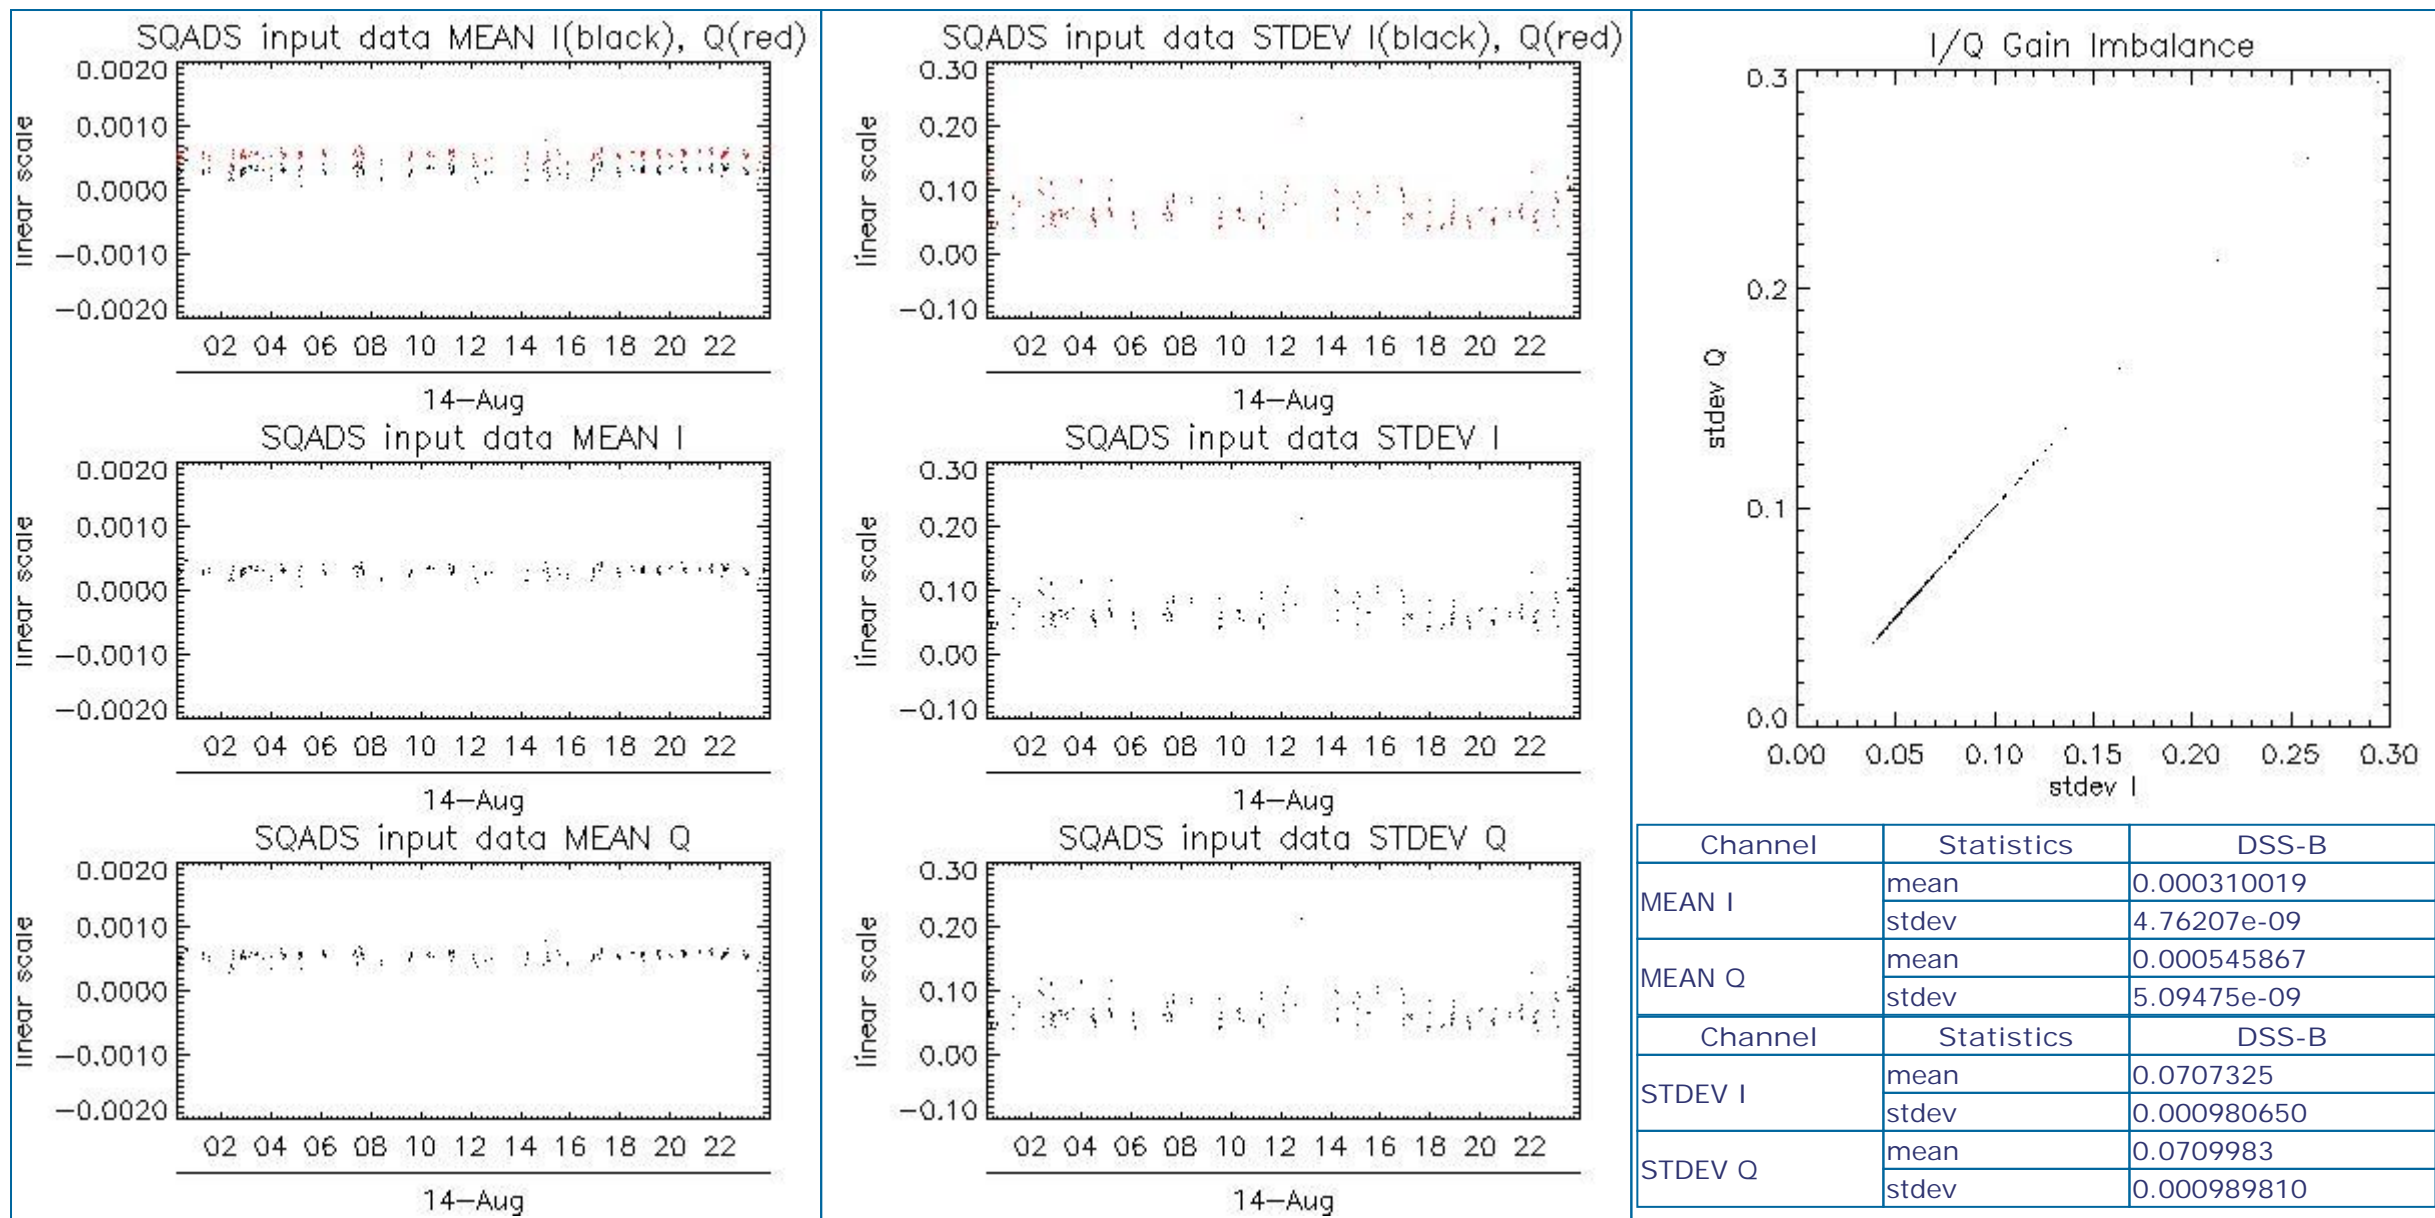 SQADS input data MEAN I(black), Q(red)
linear scale
0.0020
0.0010
0.0000
−0.0010
−0.0020
02 04 06 08 10 12 14 16 18 20 22
14−Aug
SQADS input data MEAN I
linear scale
0.0020
0.0010
0.0000
−0.0010
−0.0020
02 04 06 08 10 12 14 16 18 20 22
14−Aug
SQADS input data MEAN Q
linear scale
0.0020
0.0010
0.0000
−0.0010
−0.0020
02 04 06 08 10 12 14 16 18 20 22
14−Aug
SQADS input data STDEV I(black), Q(red)
linear scale
0.30
0.20
0.10
0.00
−0.10
02 04 06 08 10 12 14 16 18 20 22
14−Aug
SQADS input data STDEV I
linear scale
0.30
0.20
0.10
0.00
−0.10
02 04 06 08 10 12 14 16 18 20 22
14−Aug
SQADS input data STDEV Q
linear scale
0.30
0.20
0.10
0.00
−0.10
02 04 06 08 10 12 14 16 18 20 22
14−Aug
I/Q Gain Imbalance
stdev Q
0.3
0.2
0.1
0.0
0.00 0.05 0.10 0.15 0.20 0.25 0.30
stdev I
Channel Statistics DSS-B
MEAN I mean 0.000310019
stdev 4.76207e-09
MEAN Q mean 0.000545867
stdev 5.09475e-09
Channel Statistics DSS-B
STDEV I mean 0.0707325
stdev 0.000980650
STDEV Q mean 0.0709983
stdev 0.000989810